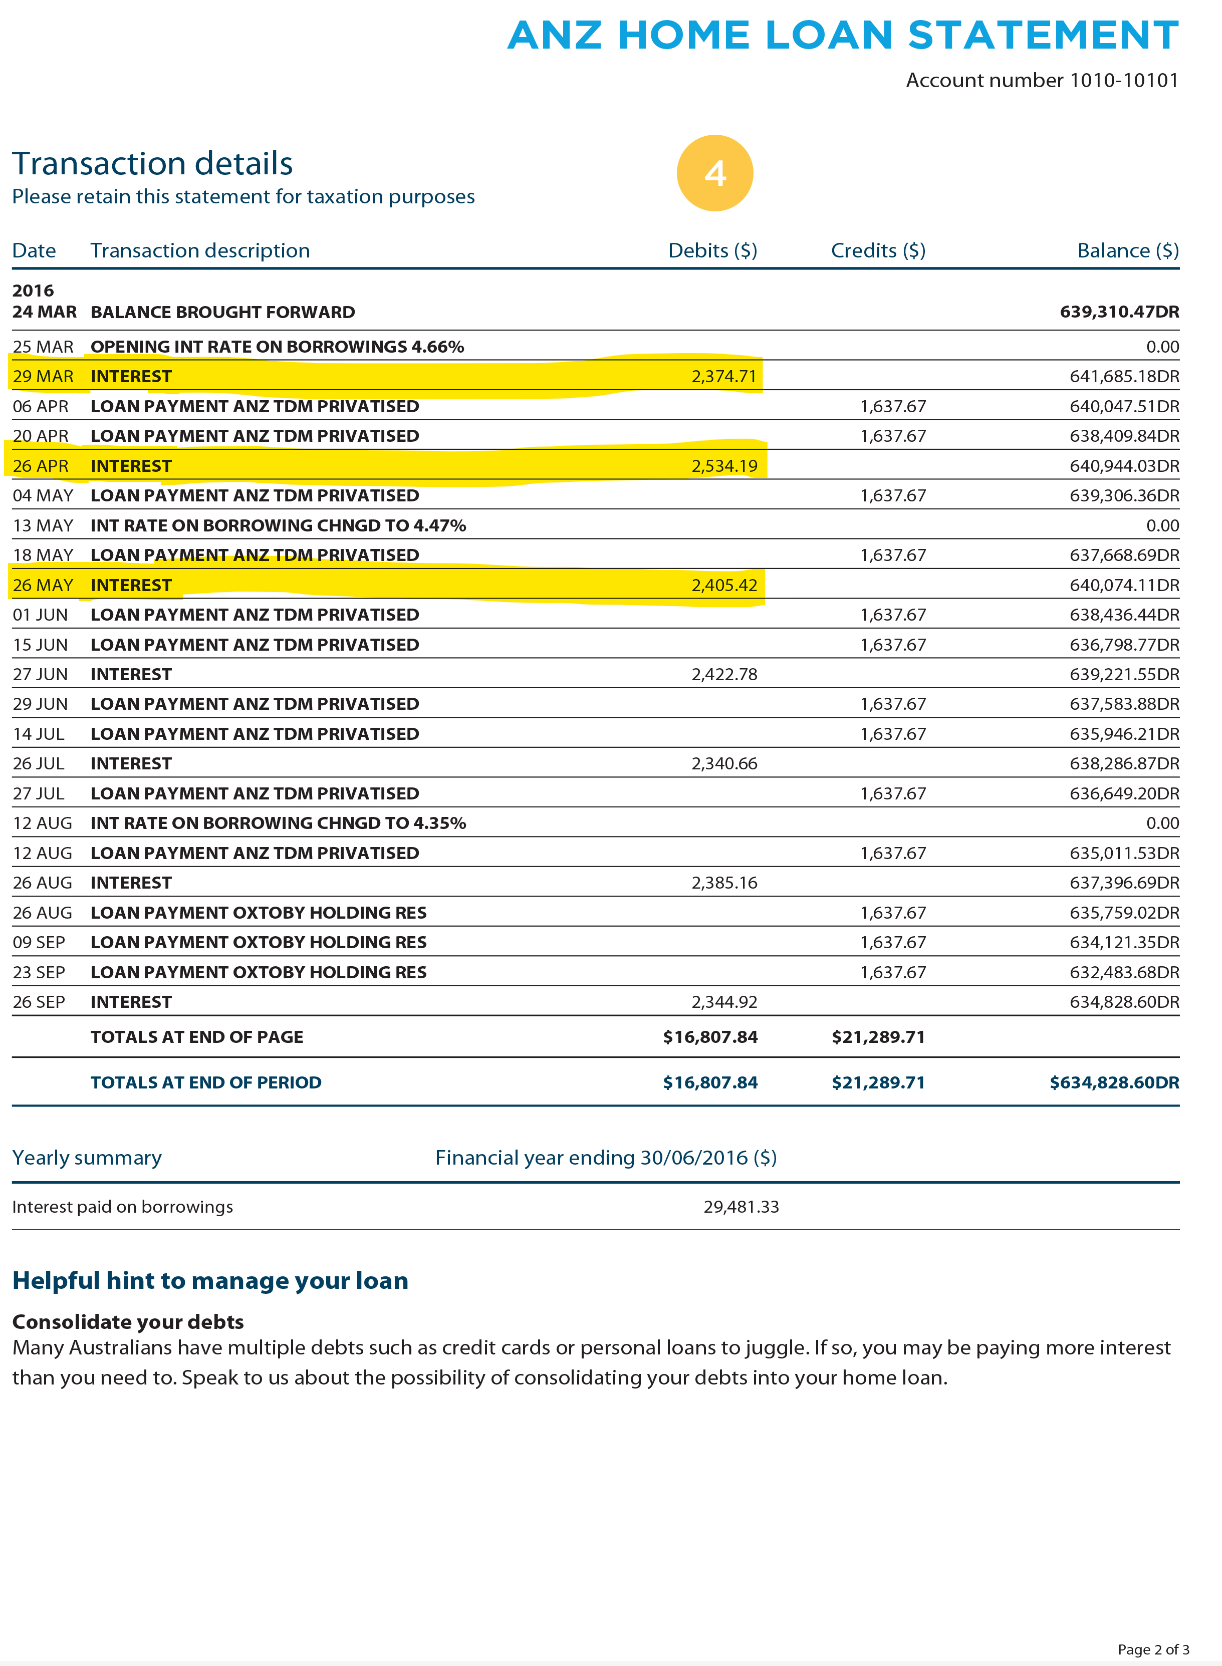 ANZ HOME LOAN STATEMENT
Account number 1010-10101
4
Transaction details
Please retain this statement for taxation purposes
Date Transaction description Debits ($) Credits ($) Balance ($)
2016
24 MAR BALANCE BROUGHT FORWARD 639,310.47DR
25 MAR OPENING INT RATE ON BORROWINGS 4.66% 0.00
29 MAR INTEREST 2,374.71 641,685.18DR
06 APR LOAN PAYMENT ANZ TDM PRIVATISED 1,637.67 640,047.51DR
20 APR LOAN PAYMENT ANZ TDM PRIVATISED 1,637.67 638,409.84DR
26 APR INTEREST 2,534.19 640,944.03DR
04 MAY LOAN PAYMENT ANZ TDM PRIVATISED 1,637.67 639,306.36DR
13 MAY INT RATE ON BORROWING CHNGD TO 4.47% 0.00
18 MAY LOAN PAYMENT ANZ TDM PRIVATISED 1,637.67 637,668.69DR
26 MAY INTEREST 2,405.42 640,074.11DR
01 JUN LOAN PAYMENT ANZ TDM PRIVATISED 1,637.67 638,436.44DR
15 JUN LOAN PAYMENT ANZ TDM PRIVATISED 1,637.67 636,798.77DR
27 JUN INTEREST 2,422.78 639,221.55DR
29 JUN LOAN PAYMENT ANZ TDM PRIVATISED 1,637.67 637,583.88DR
14 JUL LOAN PAYMENT ANZ TDM PRIVATISED 1,637.67 635,946.21DR
26 JUL INTEREST 2,340.66 638,286.87DR
27 JUL LOAN PAYMENT ANZ TDM PRIVATISED 1,637.67 636,649.20DR
12 AUG INT RATE ON BORROWING CHNGD TO 4.35% 0.00
12 AUG LOAN PAYMENT ANZ TDM PRIVATISED 1,637.67 635,011.53DR
26 AUG INTEREST 2,385.16 637,396.69DR
26 AUG LOAN PAYMENT OXTOBY HOLDING RES 1,637.67 635,759.02DR
09 SEP LOAN PAYMENT OXTOBY HOLDING RES 1,637.67 634,121.35DR
23 SEP LOAN PAYMENT OXTOBY HOLDING RES 1,637.67 632,483.68DR
26 SEP INTEREST 2,344.92 634,828.60DR
TOTALS AT END OF PAGE $16,807.84 $21,289.71
TOTALS AT END OF PERIOD $16,807.84 $21,289.71 $634,828.60DR
Yearly summary Financial year ending 30/06/2016 ($)
Interest paid on borrowings 29,481.33
Helpful hint to manage your loan
Consolidate your debts
Many Australians have multiple debts such as credit cards or personal loans to juggle. If so, you may be paying more interest
than you need to. Speak to us about the possibility of consolidating your debts into your home loan.
Page 2 of 3